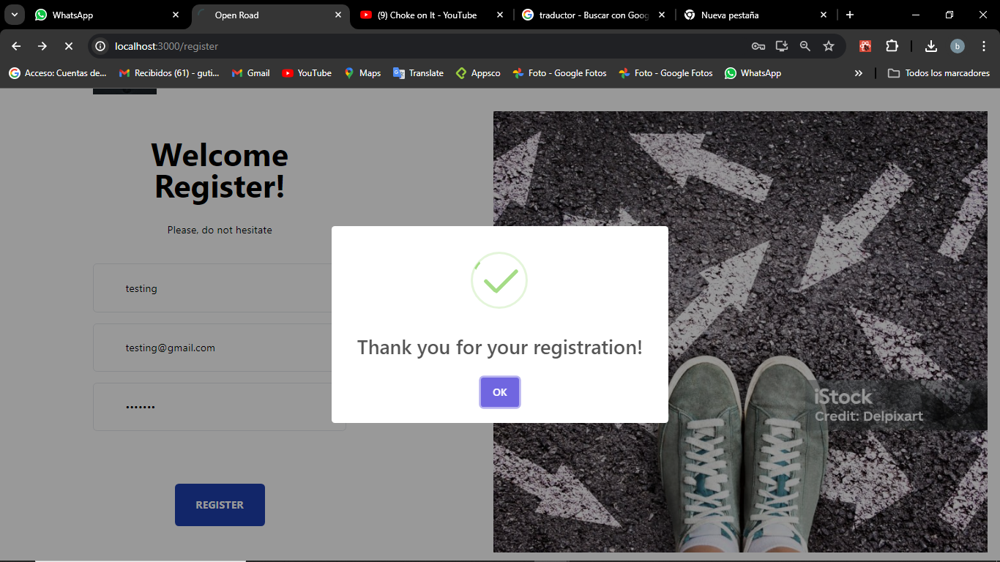 WhatsApp
Open Road
(9) Choke on It - YouTube
traductor - Buscar con Goog
Nueva pestaña
localhost:3000/register
b
Acceso: Cuentas de...
Recibidos (61) - guti...
Gmail
YouTube
Maps
Translate
Appsco
Foto - Google Fotos
Foto - Google Fotos
WhatsApp
Todos los marcadores
Welcome
Register!
Please, do not hesitate
testing
testing@gmail.com
•••••••
REGISTER
Thank you for your registration!
OK
iStock
Credit: Delpixart